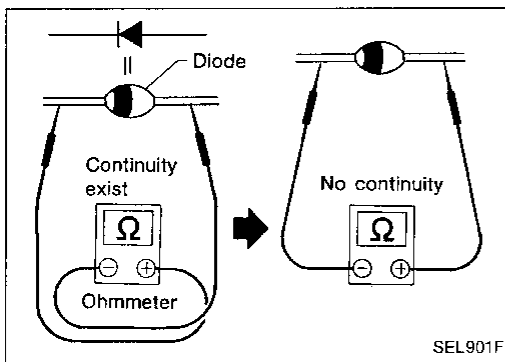 Diode
Continuity
exist
Ω
− +
Ohmmeter
No continuity
Ω
− +
SEL901F